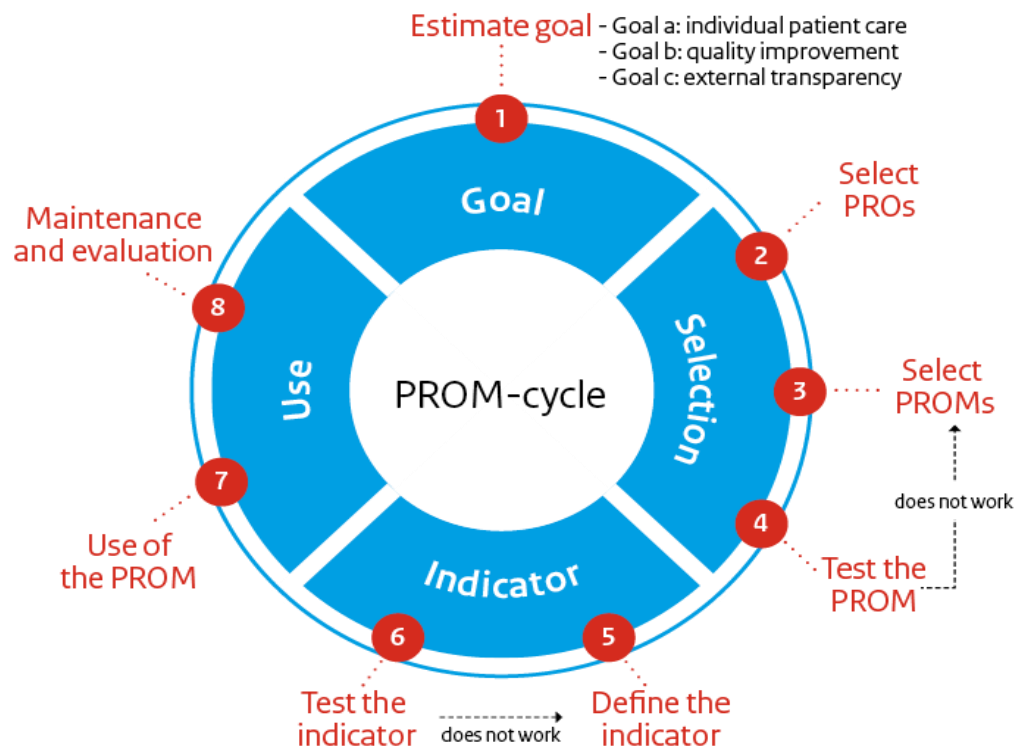 Estimate goal
- Goal a: individual patient care
- Goal b: quality improvement
- Goal c: external transparency
1
Goal
Select
PROs
2
Selection
3
Select
PROMs
does not work
4
Test the
PROM
Indicator
5
Define the
indicator
6
Test the
indicator
does not work
Use
7
Use of
the PROM
8
Maintenance
and evaluation
PROM-cycle